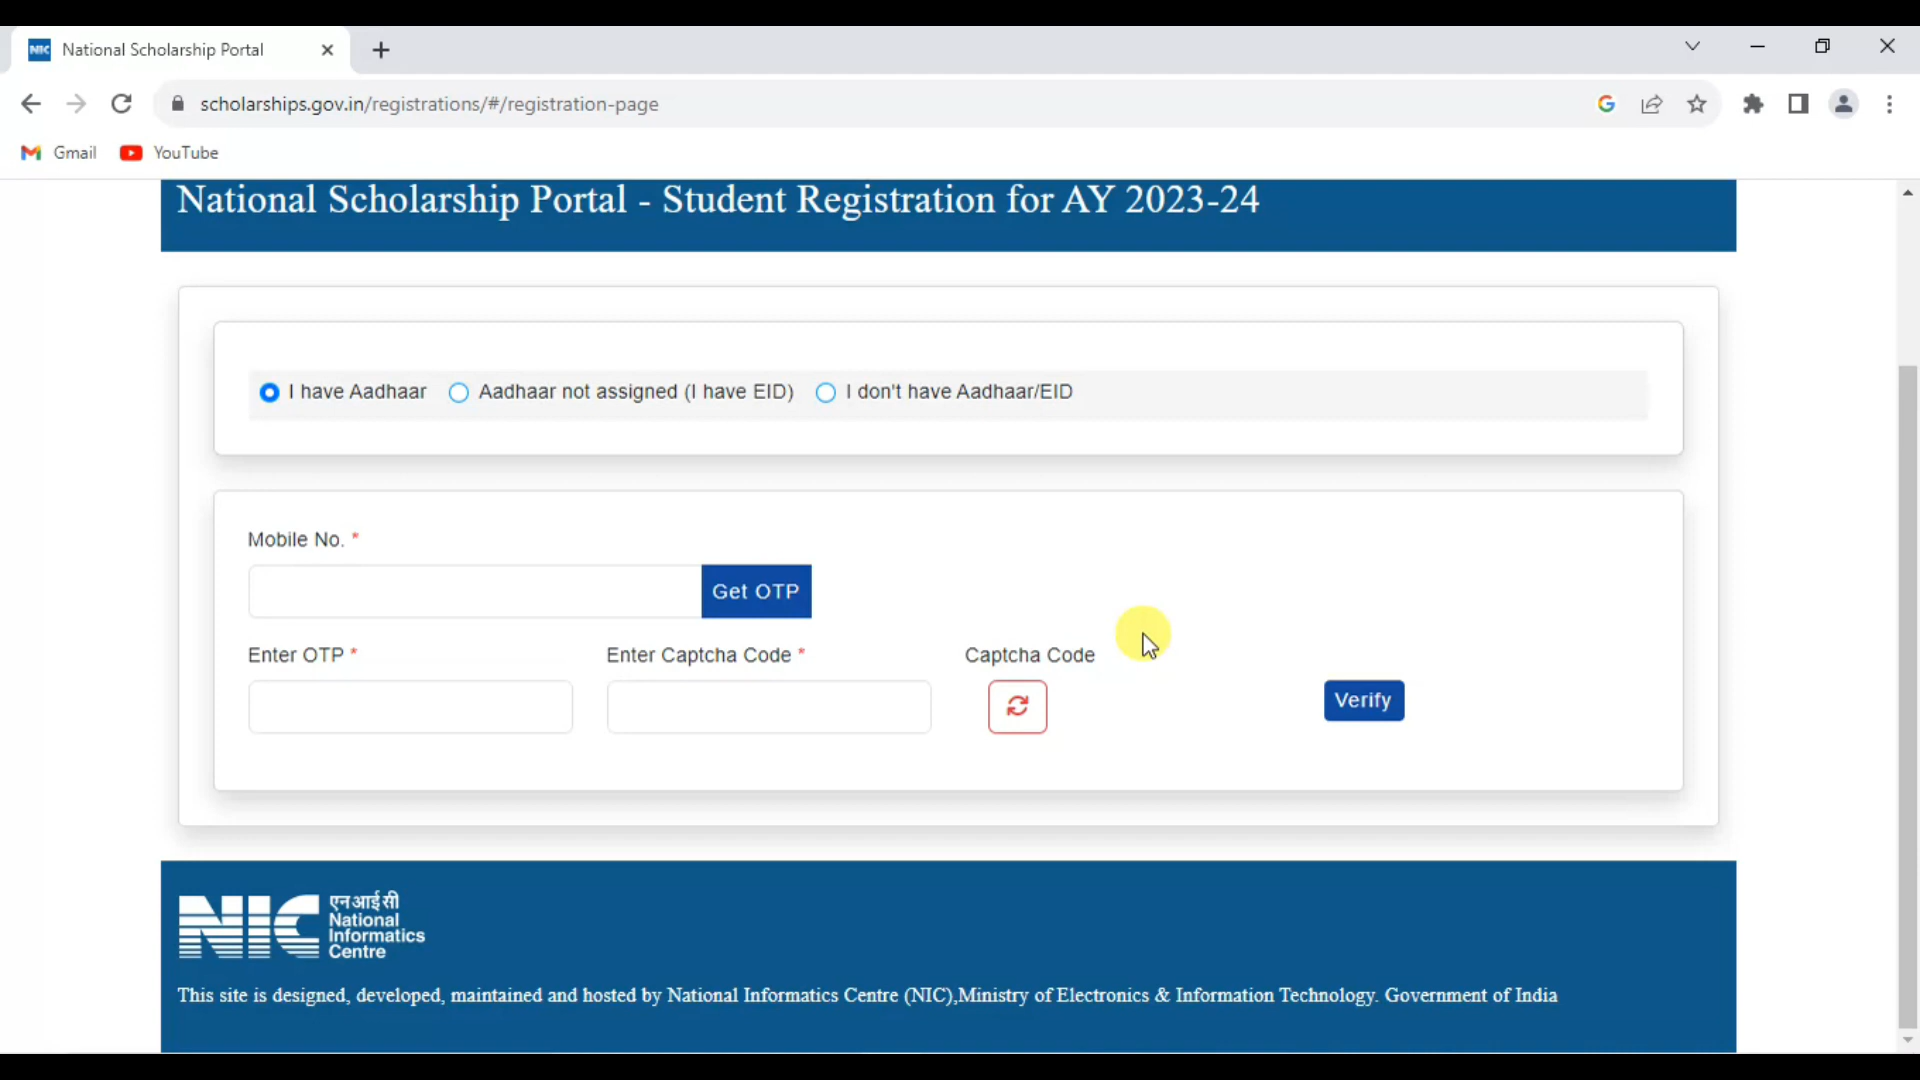 NIC National Scholarship Portal
scholarships.gov.in/registrations/#/registration-page
Gmail YouTube
National Scholarship Portal - Student Registration for AY 2023-24
I have Aadhaar Aadhaar not assigned (I have EID) I don't have Aadhaar/EID
Mobile No. *
Get OTP
Enter OTP * Enter Captcha Code * Captcha Code
Verify
NIC
एनआईसी
National
Informatics
Centre
This site is designed, developed, maintained and hosted by National Informatics Centre (NIC),Ministry of Electronics & Information Technology. Government of India